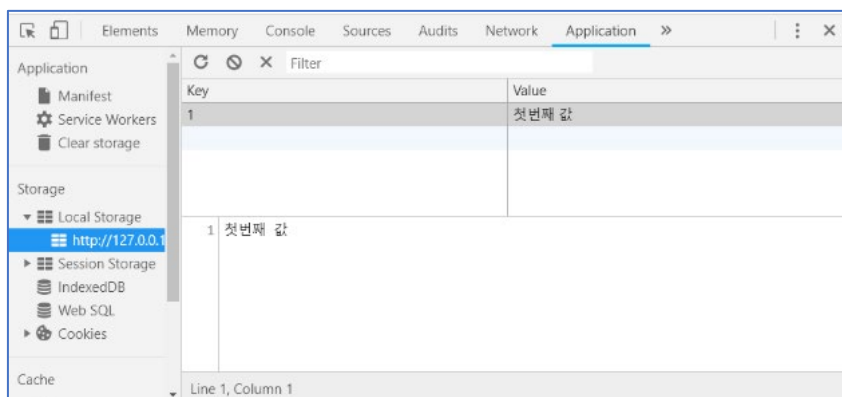 Elements Memory Console Sources Audits Network Application »
Application
Manifest
Service Workers
Clear storage
Storage
Local Storage
http://127.0.0.1
Session Storage
IndexedDB
Web SQL
Cookies
Cache
Filter
Key Value
1 첫번째 값
1 첫번째 값
Line 1, Column 1